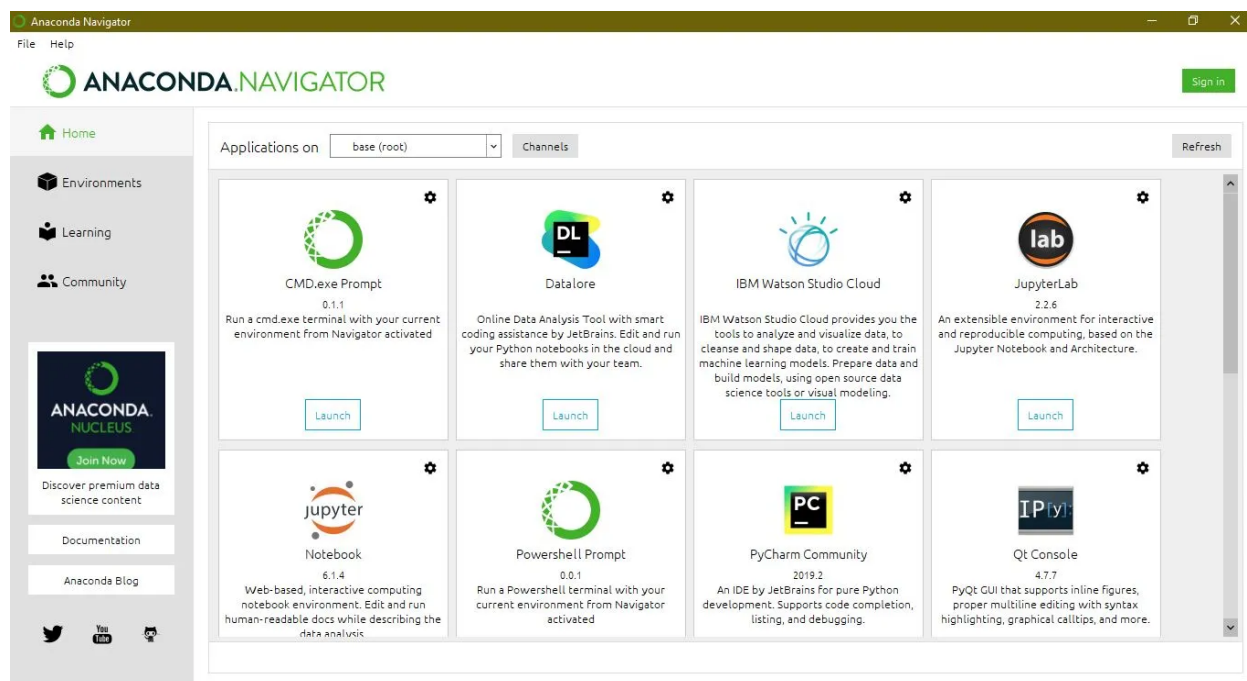 Anaconda Navigator
File Help
ANACONDA.NAVIGATOR
Sign in
Home
Environments
Learning
Community
ANACONDA.
NUCLEUS
Join Now
Discover premium data
science content
Documentation
Anaconda Blog
You
Tube
Applications on base (root) Channels Refresh
CMD.exe Prompt
0.1.1
Run a cmd.exe terminal with your current
environment from Navigator activated
Launch
DL
Datalore
Online Data Analysis Tool with smart
coding assistance by JetBrains. Edit and run
your Python notebooks in the cloud and
share them with your team.
Launch
IBM Watson Studio Cloud
IBM Watson Studio Cloud provides you the
tools to analyze and visualize data, to
cleanse and shape data, to create and train
machine learning models. Prepare data and
build models, using open source data
science tools or visual modeling.
Launch
lab
JupyterLab
2.2.6
An extensible environment for interactive
and reproducible computing, based on the
Jupyter Notebook and Architecture.
Launch
jupyter
Notebook
6.1.4
Web-based, interactive computing
notebook environment. Edit and run
human-readable docs while describing the
data analysis
Powershell Prompt
0.0.1
Run a Powershell terminal with your
current environment from Navigator
activated
PC
PyCharm Community
2019.2
An IDE by JetBrains for pure Python
development. Supports code completion,
listing, and debugging.
IP[y]:
Qt Console
4.7.7
PyQt GUI that supports inline figures,
proper multiline editing with syntax
highlighting, graphical calltips, and more.